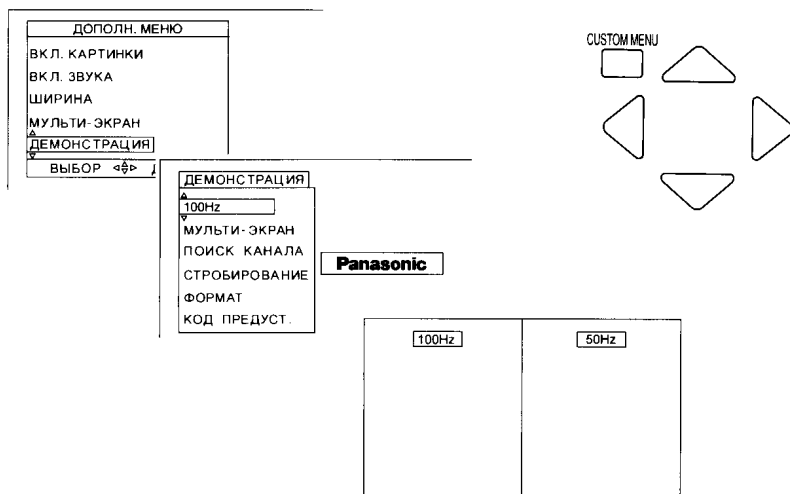 ДОПОЛН. МЕНЮ
ВКЛ. КАРТИНКИ
ВКЛ. ЗВУКА
ШИРИНА
МУЛЬТИ-ЭКРАН
ДЕМОНСТРАЦИЯ
ВЫБОР
ДЕМОНСТРАЦИЯ
100Hz
МУЛЬТИ-ЭКРАН
ПОИСК КАНАЛА
СТРОБИРОВАНИЕ
ФОРМАТ
КОД ПРЕДУСТ.
CUSTOM MENU
Panasonic
100Hz
50Hz